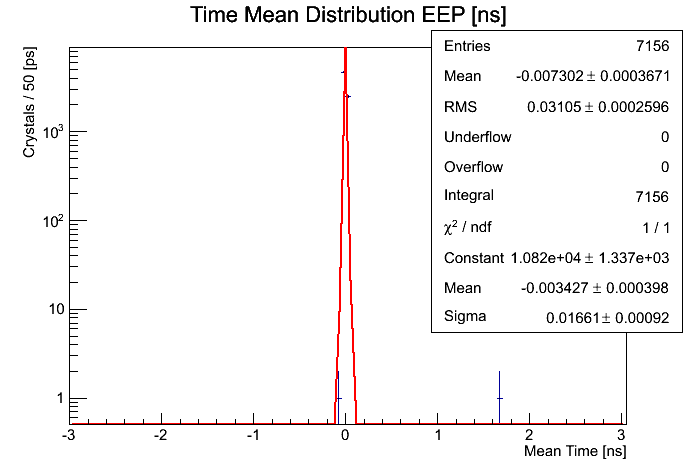 Time Mean Distribution EEP [ns]
Crystals / 50 [ps]
Entries 7156
Mean -0.007302 ± 0.0003671
RMS 0.03105 ± 0.0002596
Underflow 0
Overflow 0
Integral 7156
χ² / ndf 1 / 1
Constant 1.082e+04 ± 1.337e+03
Mean -0.003427 ± 0.000398
Sigma 0.01661 ± 0.00092
10³
10²
10
1
-3 -2 -1 0 1 2 3
Mean Time [ns]